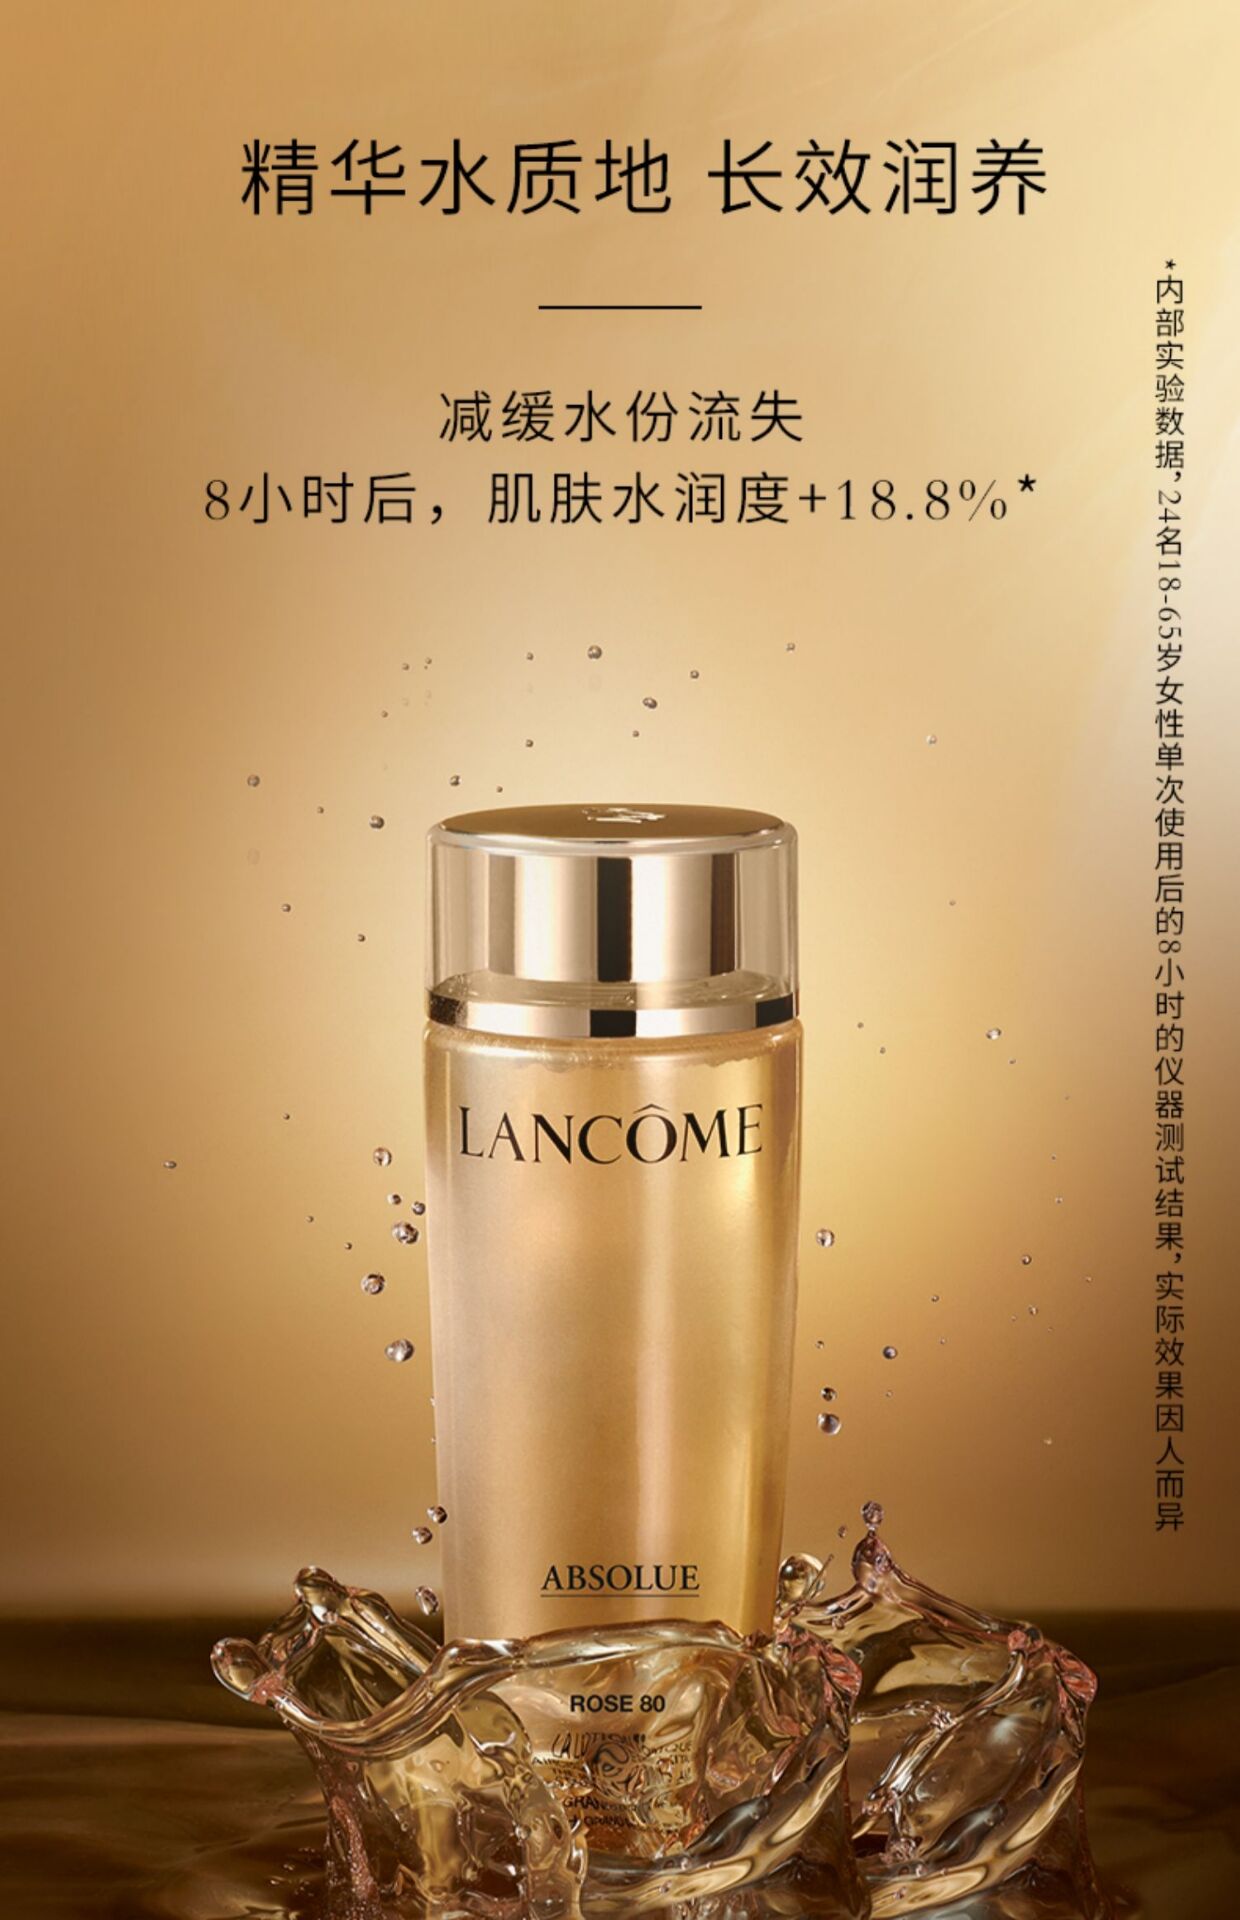 精华水质地 长效润养
减缓水份流失
8小时后，肌肤水润度+18.8%*
*内部实验数据，24名18-65岁女性单次使用后的8小时的仪器测试结果，实际效果因人而异
LANCÔME
ABSOLUE
ROSE 80